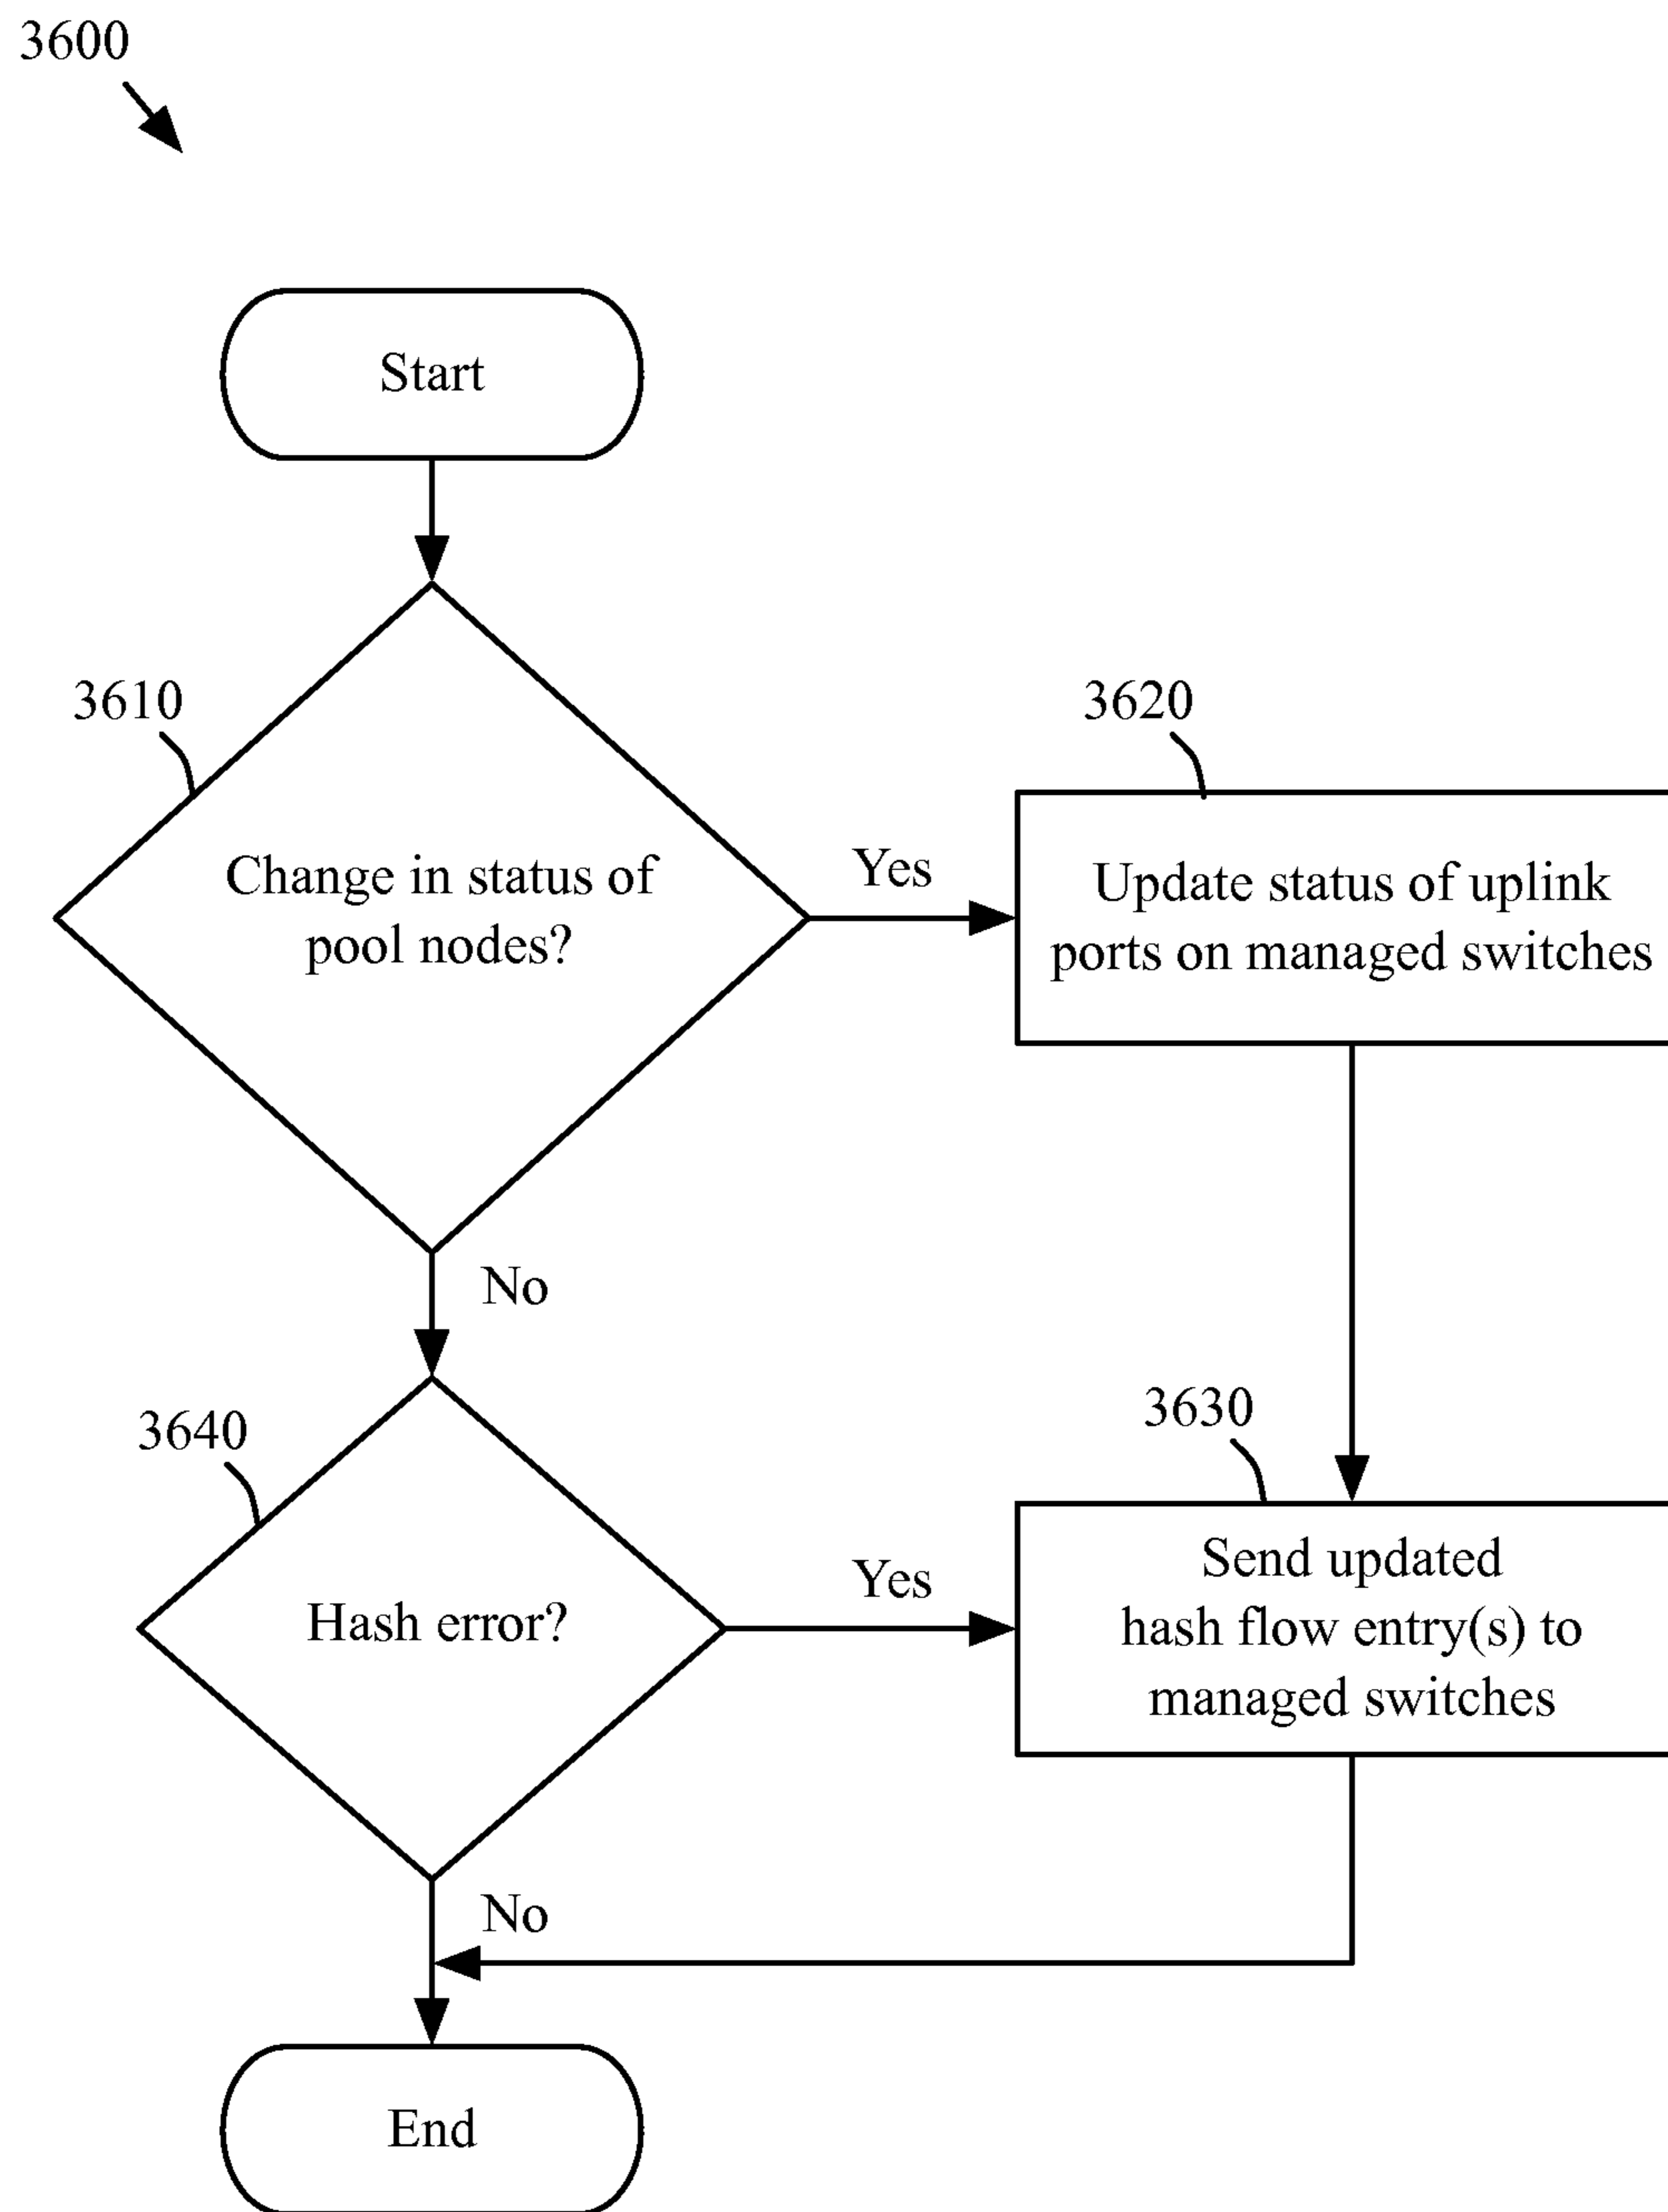 3600
Start
3610
Change in status of
pool nodes?
Yes
3620
Update status of uplink
ports on managed switches
No
3640
Hash error?
Yes
3630
Send updated
hash flow entry(s) to
managed switches
No
End